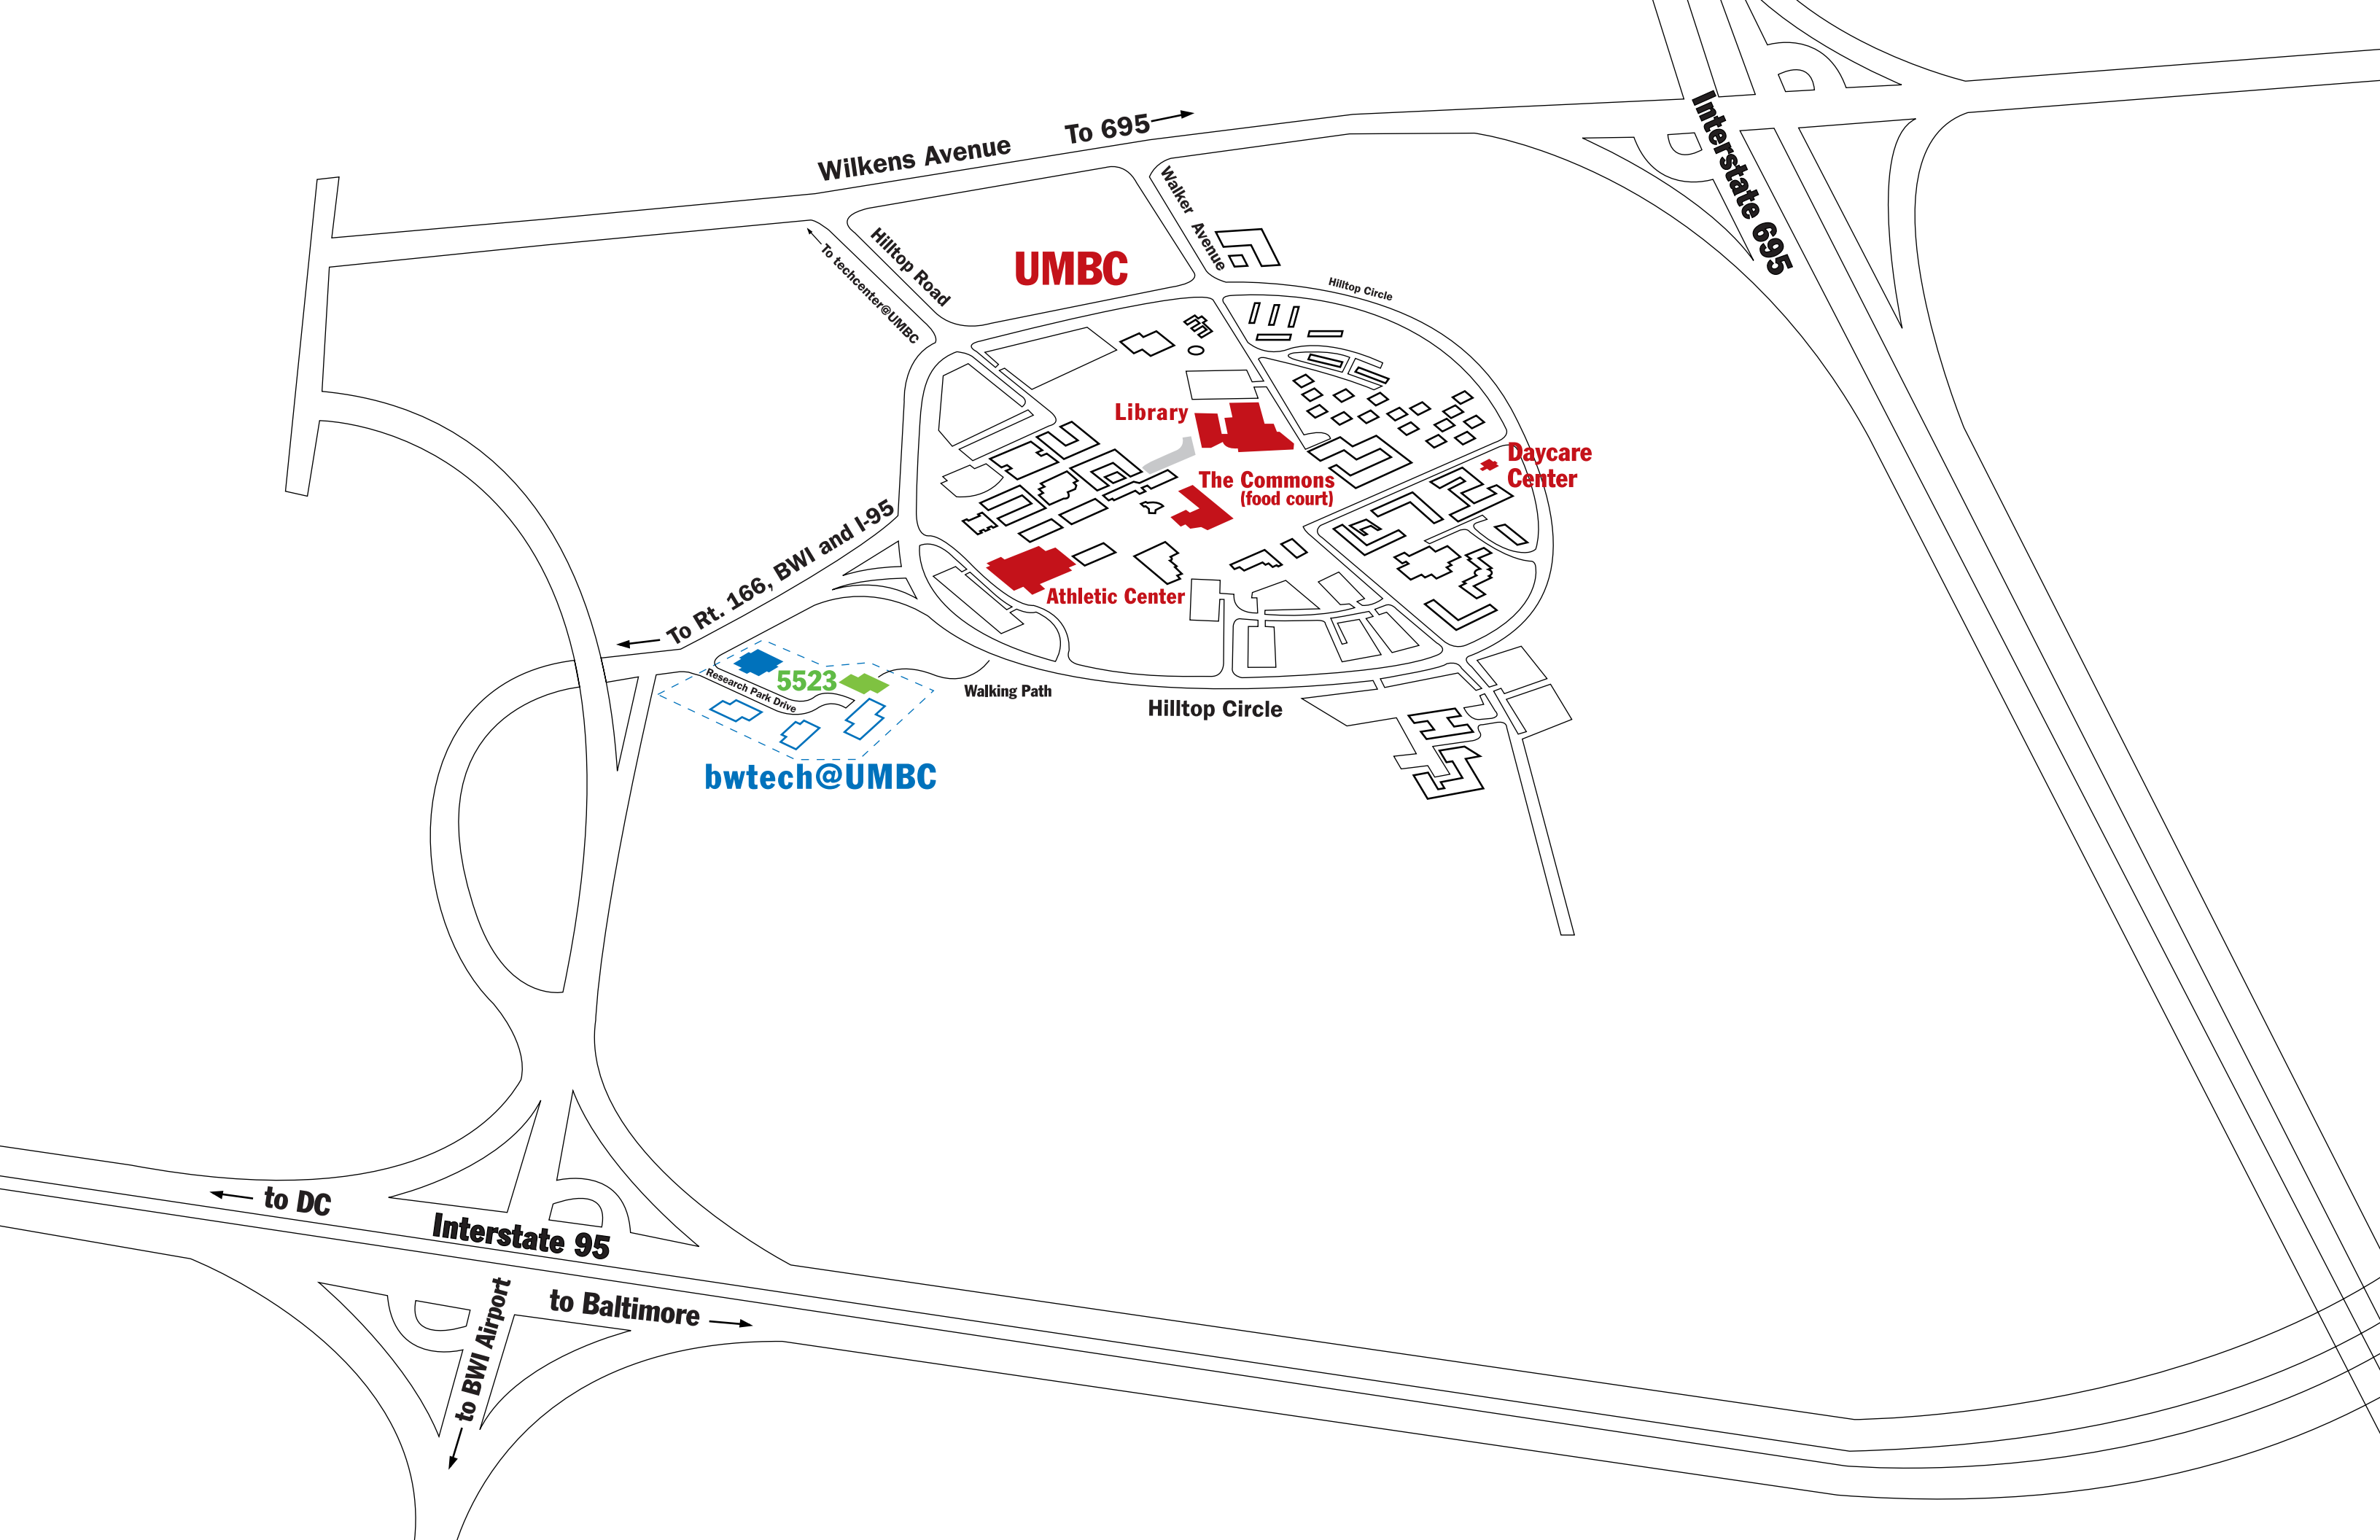 Interstate 695
To 695
Wilkens Avenue
Walker Avenue
Hilltop Road
To techcenter@UMBC
UMBC
Hilltop Circle
Library
Daycare
Center
The Commons
(food court)
To Rt. 166, BWI and I-95
Athletic Center
5523
Research Park Drive
Walking Path
Hilltop Circle
bwtech@UMBC
to DC
Interstate 95
to Baltimore
to BWI Airport